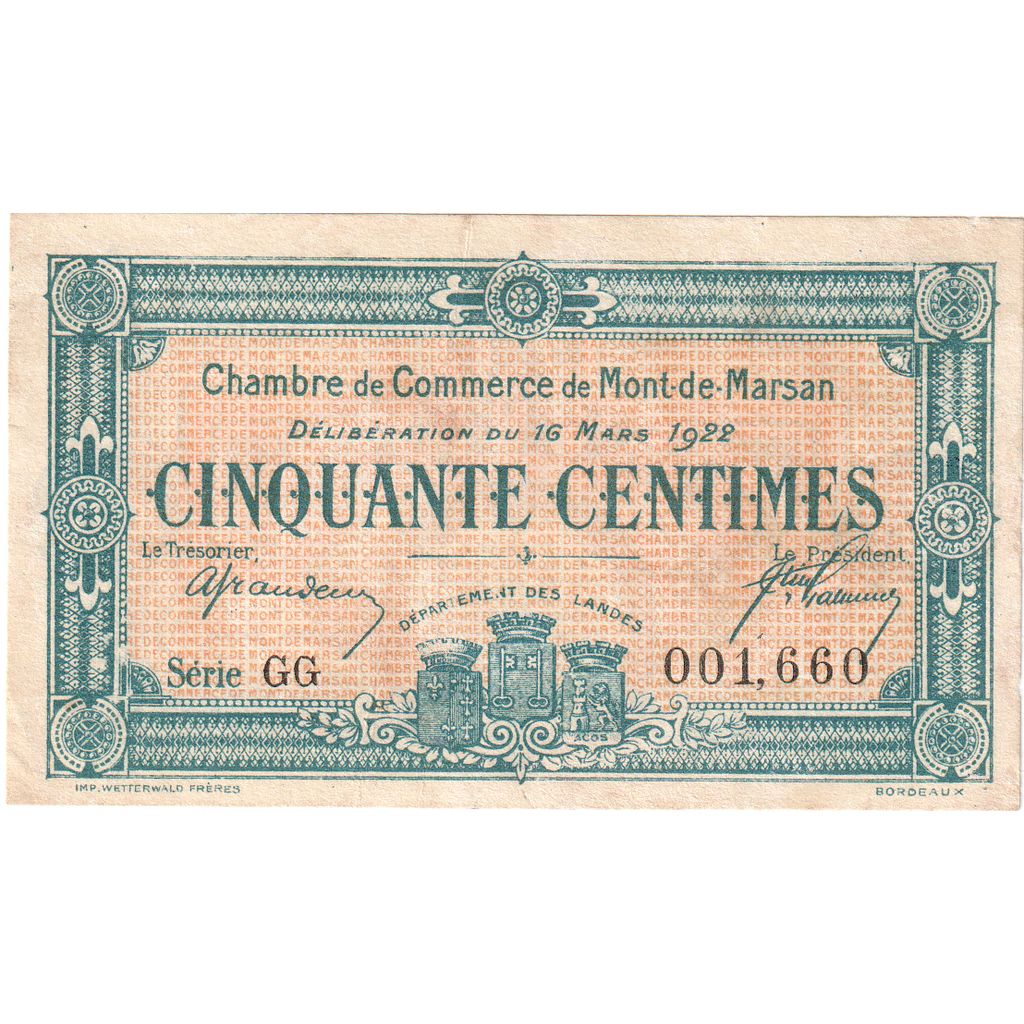 Chambre de Commerce de Mont-de-Marsan
DÉLIBÉRATION DU 16 MARS 1922
CINQUANTE CENTIMES
Le Trésorier,
Le Président,
DÉPARTEMENT DES LANDES
Série GG
001,660
IMP. WETTERWALD FRÈRES
BORDEAUX